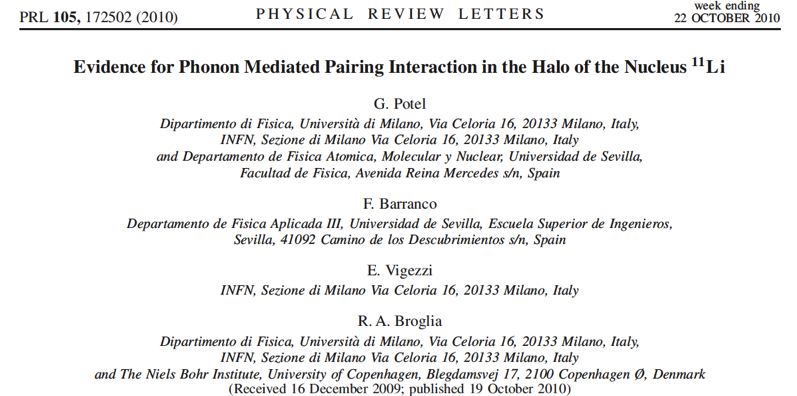 PRL 105, 172502 (2010)
PHYSICAL REVIEW LETTERS
week ending
22 OCTOBER 2010
Evidence for Phonon Mediated Pairing Interaction in the Halo of the Nucleus ¹¹Li
G. Potel
Dipartimento di Fisica, Università di Milano, Via Celoria 16, 20133 Milano, Italy,
INFN, Sezione di Milano Via Celoria 16, 20133 Milano, Italy
and Departamento de Fisica Atomica, Molecular y Nuclear, Universidad de Sevilla,
Facultad de Fisica, Avenida Reina Mercedes s/n, Spain
F. Barranco
Departamento de Fisica Aplicada III, Universidad de Sevilla, Escuela Superior de Ingenieros,
Sevilla, 41092 Camino de los Descubrimientos s/n, Spain
E. Vigezzi
INFN, Sezione di Milano Via Celoria 16, 20133 Milano, Italy
R. A. Broglia
Dipartimento di Fisica, Università di Milano, Via Celoria 16, 20133 Milano, Italy,
INFN, Sezione di Milano Via Celoria 16, 20133 Milano, Italy
and The Niels Bohr Institute, University of Copenhagen, Blegdamsvej 17, 2100 Copenhagen Ø, Denmark
(Received 16 December 2009; published 19 October 2010)